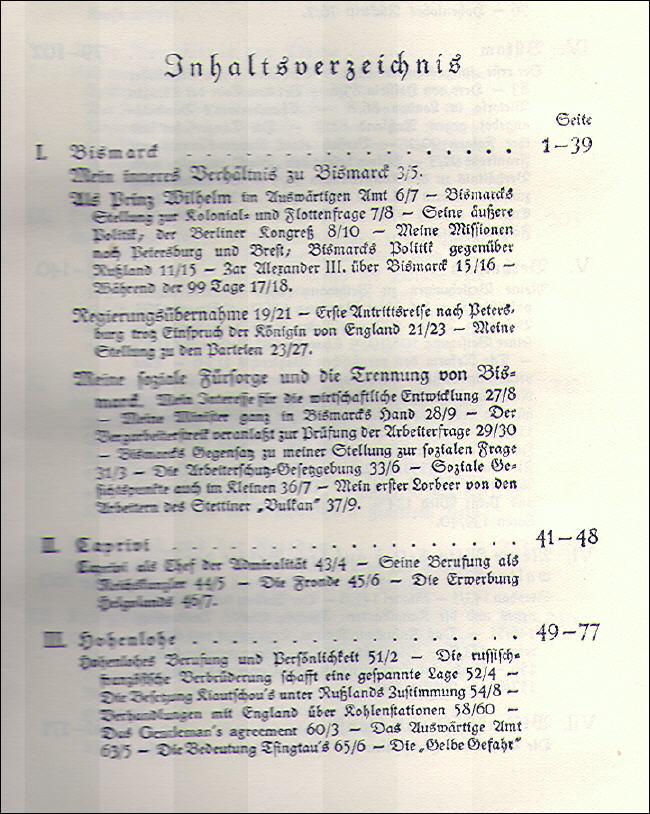 Inhaltsverzeichnis
Seite
I. Bismarck . . . . . . . . . . . . . . . . . 1–39
Mein inneres Verhältnis zu Bismarck 3/5.
Als Prinz Wilhelm im Auswärtigen Amt 6/7 – Bismarcks
Stellung zur Kolonial- und Flottenfrage 7/8 – Seine äußere
Politik, der Berliner Kongreß 8/10 – Meine Missionen
nach Petersburg und Brest, Bismarcks Politik gegenüber
Rußland 11/15 – Zar Alexander III. über Bismarck 15/16 –
Während der 99 Tage 17/18.
Regierungsübernahme 19/21 – Erste Antrittsreise nach Peters-
burg trotz Einspruch der Königin von England 21/23 – Meine
Stellung zu den Parteien 23/27.
Meine soziale Fürsorge und die Trennung von Bis-
marck. Mein Interesse für die wirtschaftliche Entwicklung 27/8
– Meine Minister ganz in Bismarcks Hand 28/9 – Der
Bergarbeiterstreik veranlaßt zur Prüfung der Arbeiterfrage 29/30
– Bismarcks Gegensatz zu meiner Stellung zur sozialen Frage
31/3 – Die Arbeiterschutz-Gesetzgebung 33/6 – Soziale Ge-
sichtspunkte auch im Kleinen 36/7 – Mein erster Lorbeer von den
Arbeitern des Stettiner „Vulkan“ 37/9.
II. Caprivi . . . . . . . . . . . . . . . . . . 41–48
Caprivi als Chef der Admiralität 43/4 – Seine Berufung als
Reichskanzler 44/5 – Die Fronde 45/6 – Die Erwerbung
Helgolands 46/7.
III. Hohenlohe . . . . . . . . . . . . . . . . . 49–77
Hohenlohes Berufung und Persönlichkeit 51/2 – Die russisch-
französische Verbrüderung schafft eine gespannte Lage 52/4 –
Die Besetzung Kiautschou's unter Rußlands Zustimmung 54/8 –
Verhandlungen mit England über Kohlenstationen 58/60 –
Das Gentleman's agreement 60/3 – Das Auswärtige Amt
63/5 – Die Bedeutung Tsingtau's 65/6 – Die „Gelbe Gefahr“